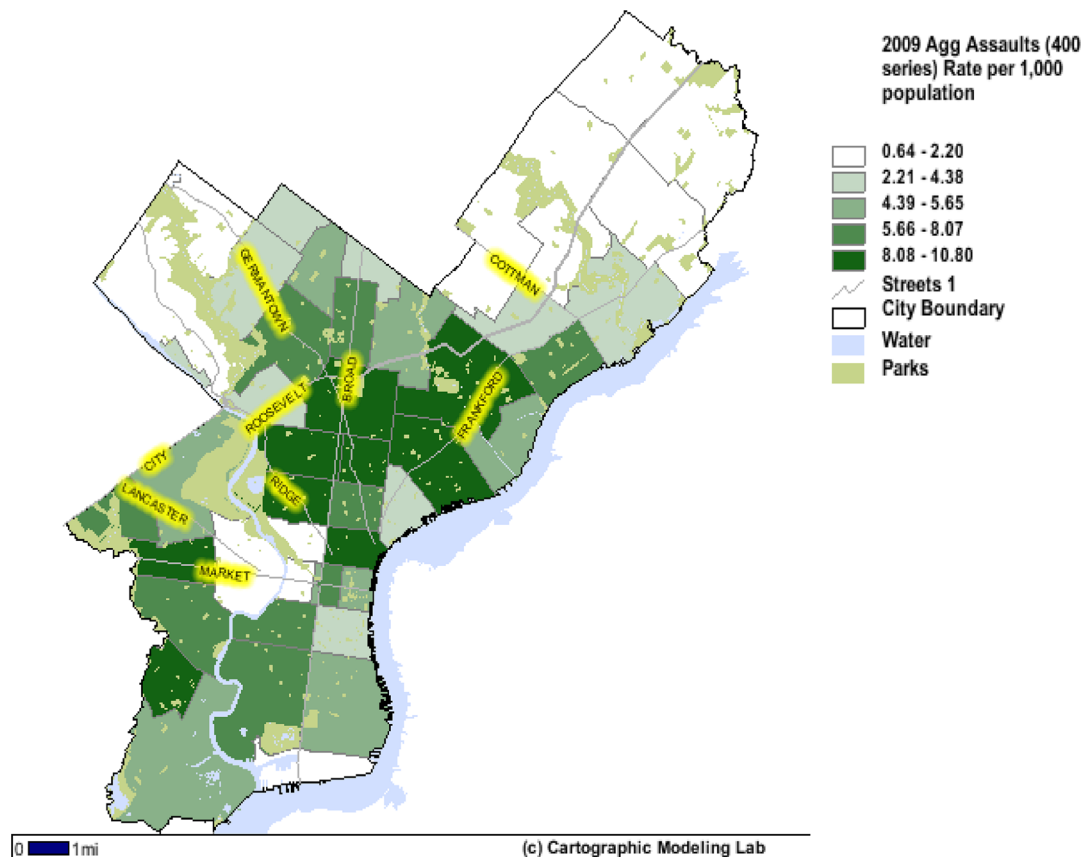 2009 Agg Assaults (400
series) Rate per 1,000
population
0.64 - 2.20
2.21 - 4.38
4.39 - 5.65
5.66 - 8.07
8.08 - 10.80
Streets 1
City Boundary
Water
Parks
GERMANTOWN
COTTMAN
BROAD
ROOSEVELT
FRANKFORD
CITY
LANCASTER
RIDGE
MARKET
0 1mi
(c) Cartographic Modeling Lab